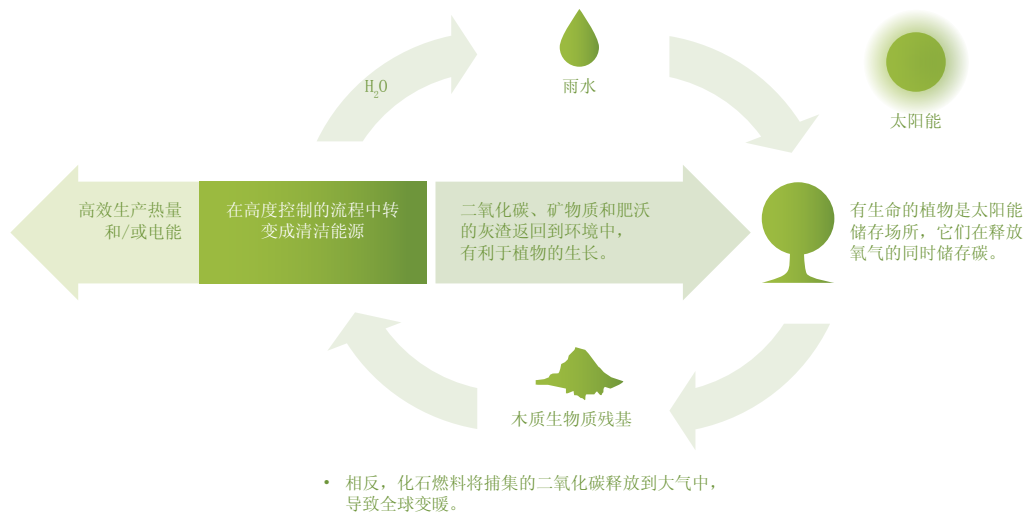 H₂O
雨水
太阳能
高效生产热量
和/或电能
在高度控制的流程中转
变成清洁能源
二氧化碳、矿物质和肥沃
的灰渣返回到环境中，
有利于植物的生长。
有生命的植物是太阳能
储存场所，它们在释放
氧气的同时储存碳。
木质生物质残基
• 相反，化石燃料将捕集的二氧化碳释放到大气中，
导致全球变暖。